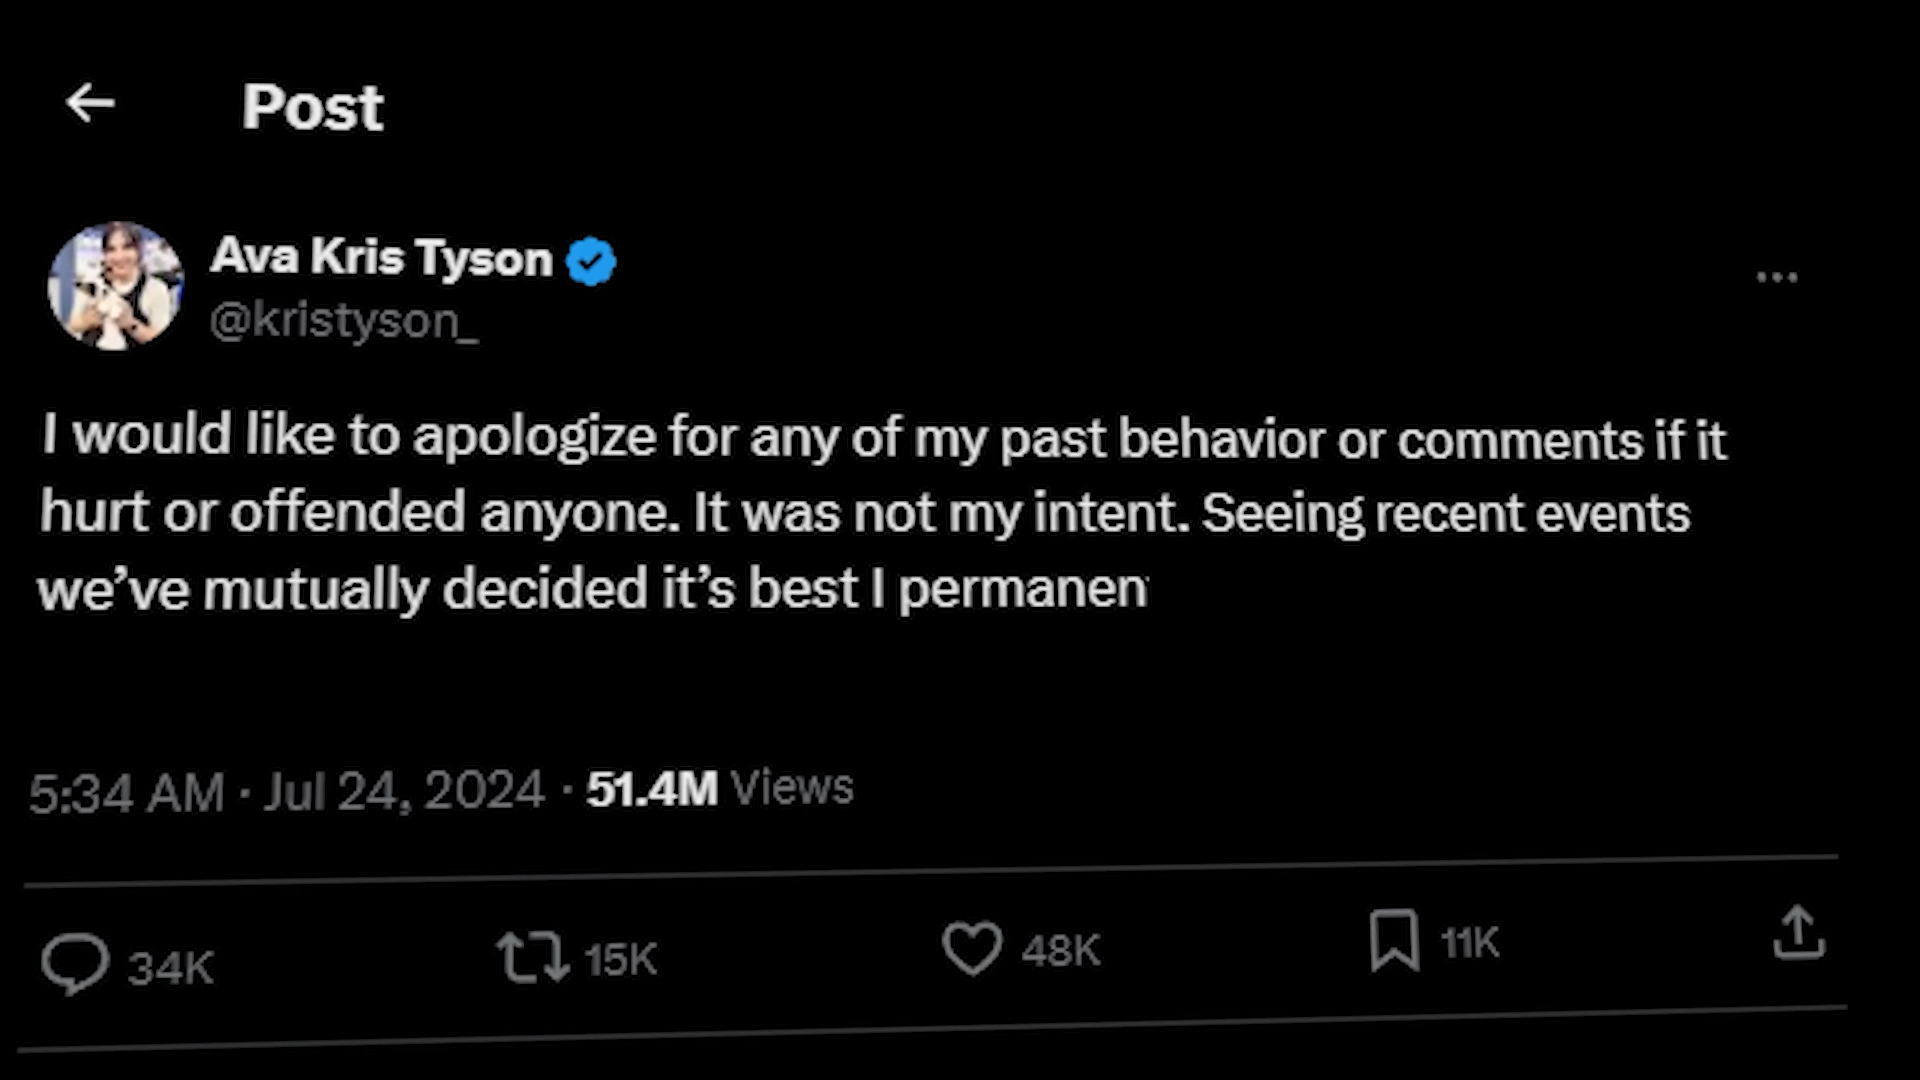 Post
Ava Kris Tyson
@kristyson_
I would like to apologize for any of my past behavior or comments if it
hurt or offended anyone. It was not my intent. Seeing recent events
we’ve mutually decided it’s best I permanen
5:34 AM · Jul 24, 2024 · 51.4M Views
34K 15K 48K 11K